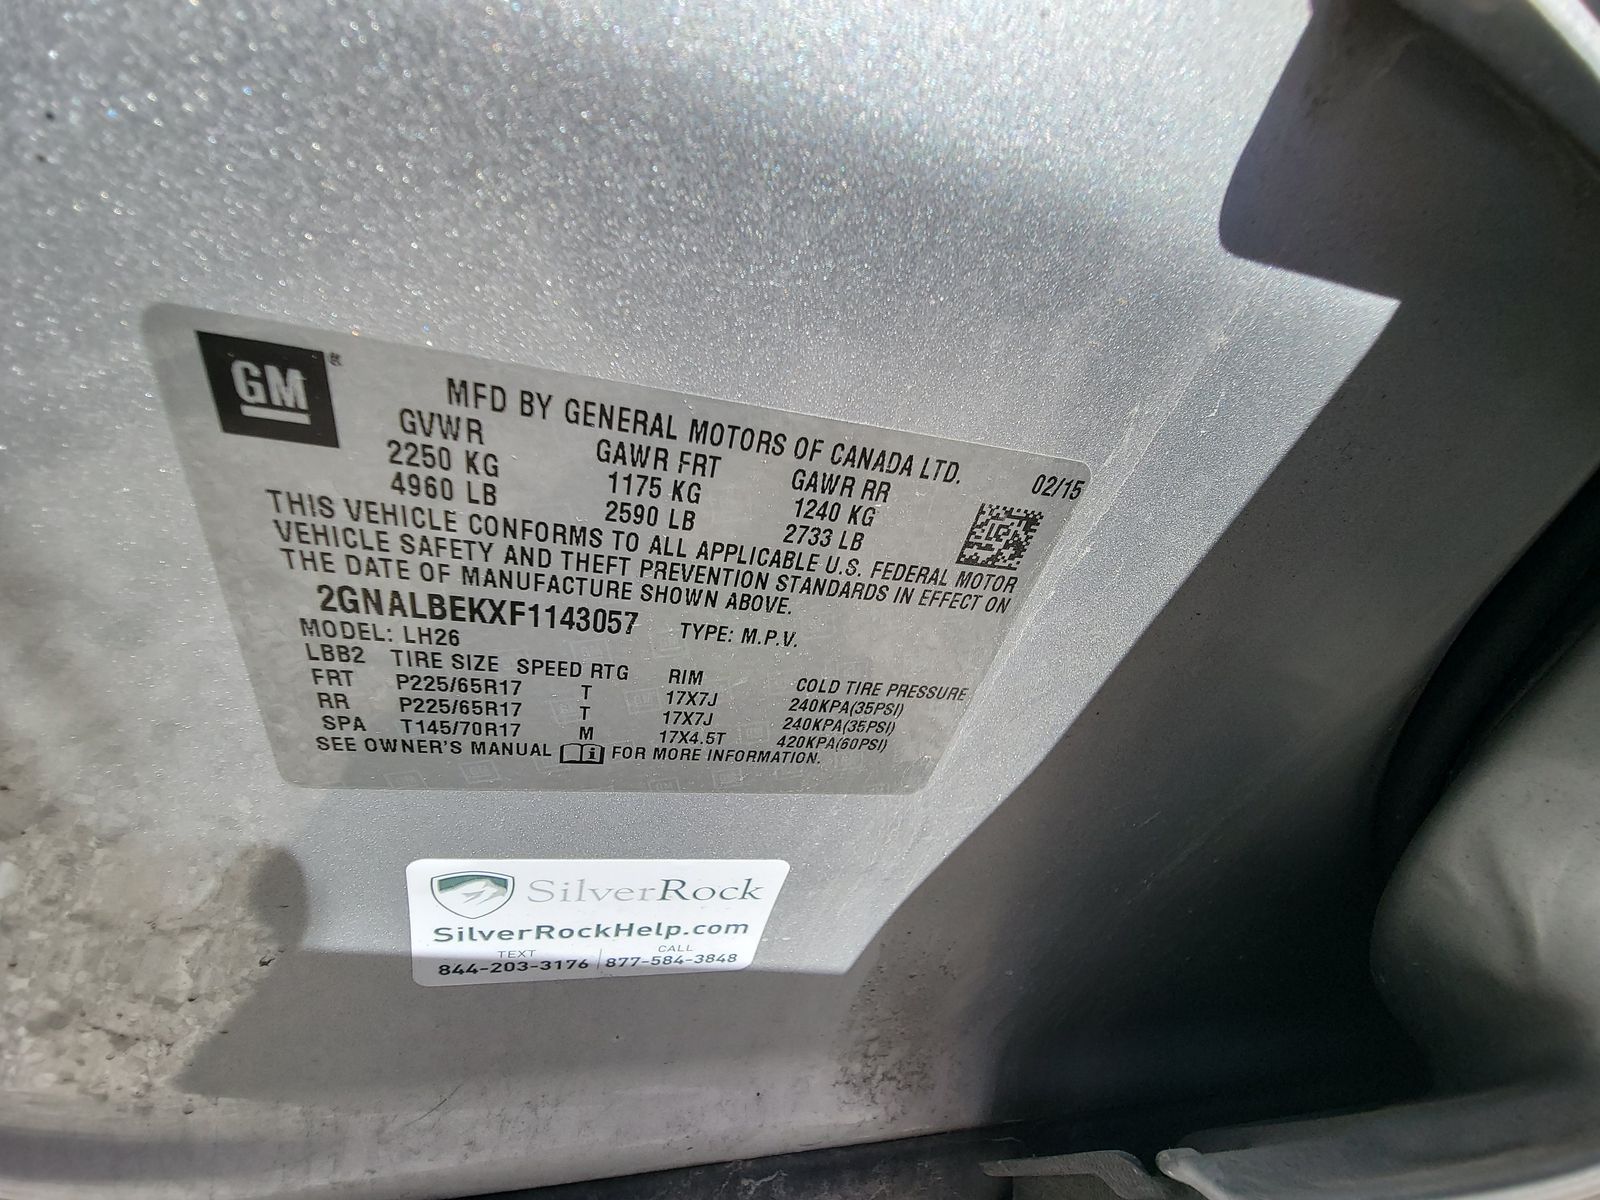 GM®
MFD BY GENERAL MOTORS OF CANADA LTD.
GVWR GAWR FRT GAWR RR 02/15
2250 KG 1175 KG 1240 KG
4960 LB 2590 LB 2733 LB
THIS VEHICLE CONFORMS TO ALL APPLICABLE U.S. FEDERAL MOTOR
VEHICLE SAFETY AND THEFT PREVENTION STANDARDS IN EFFECT ON
THE DATE OF MANUFACTURE SHOWN ABOVE.
2GNALBEKXF1143057 TYPE: M.P.V.
MODEL: LH26
LBB2 TIRE SIZE SPEED RTG RIM COLD TIRE PRESSURE
FRT P225/65R17 T 17X7J 240KPA(35PSI)
RR P225/65R17 T 17X7J 240KPA(35PSI)
SPA T145/70R17 M 17X4.5T 420KPA(60PSI)
SEE OWNER'S MANUAL i FOR MORE INFORMATION.
SilverRock
SilverRockHelp.com
TEXT CALL
844-203-3176 | 877-584-3848